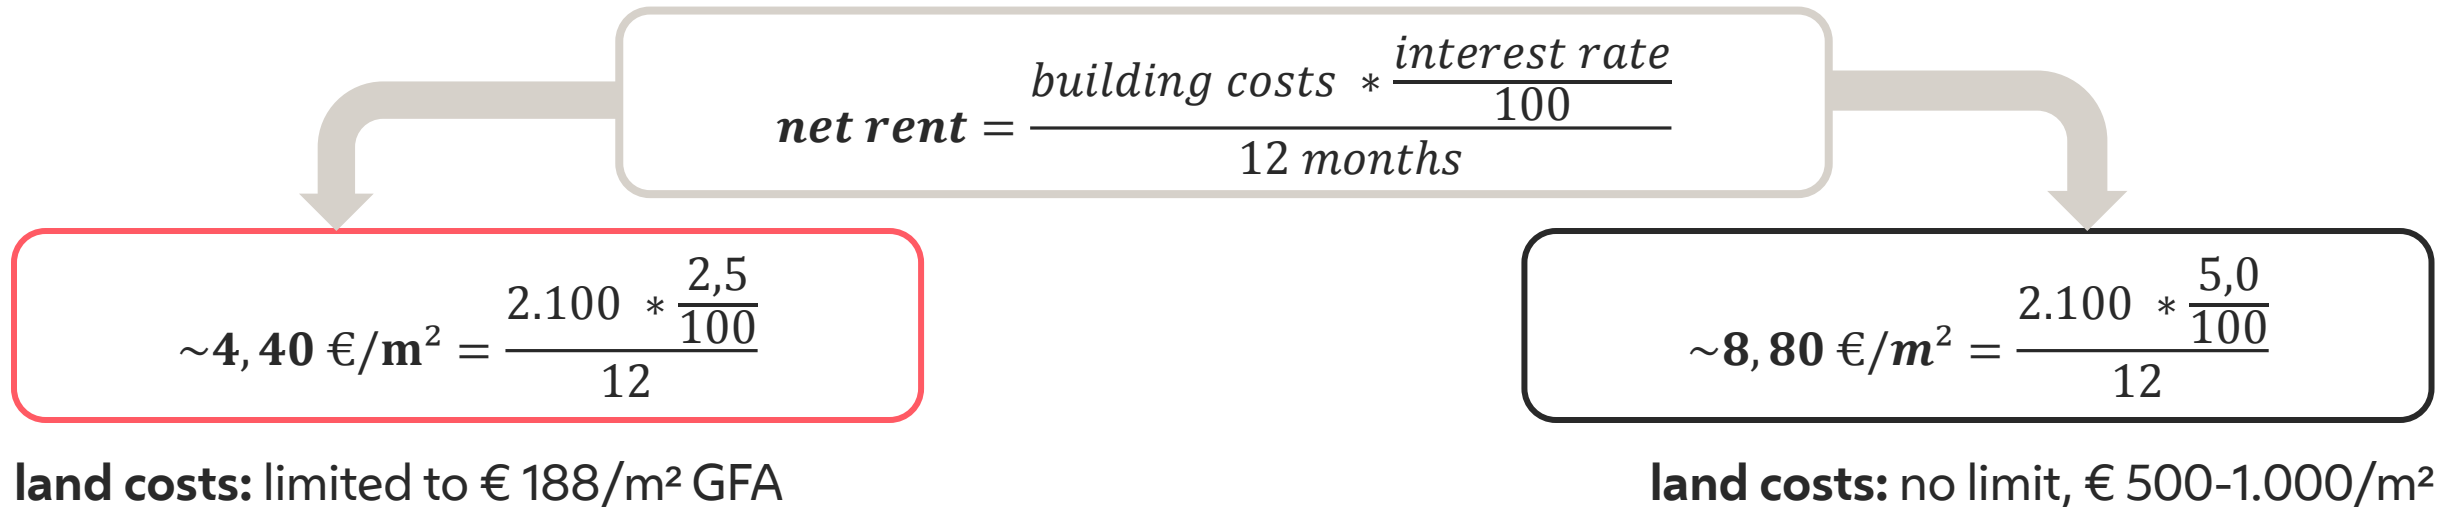 net rent = building costs * interest rate / 100 / 12 months
~4,40 €/m² = 2.100 * 2,5 / 100 / 12
~8,80 €/m² = 2.100 * 5,0 / 100 / 12
land costs: limited to € 188/m² GFA
land costs: no limit, € 500-1.000/m²